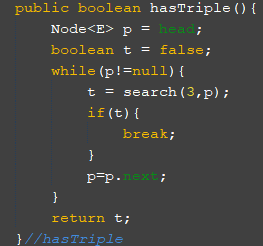 public boolean hasTriple(){
Node<E> p = head;
boolean t = false;
while(p!=null){
t = search(3,p);
if(t){
break;
}
p=p.next;
}
return t;
}//hasTriple